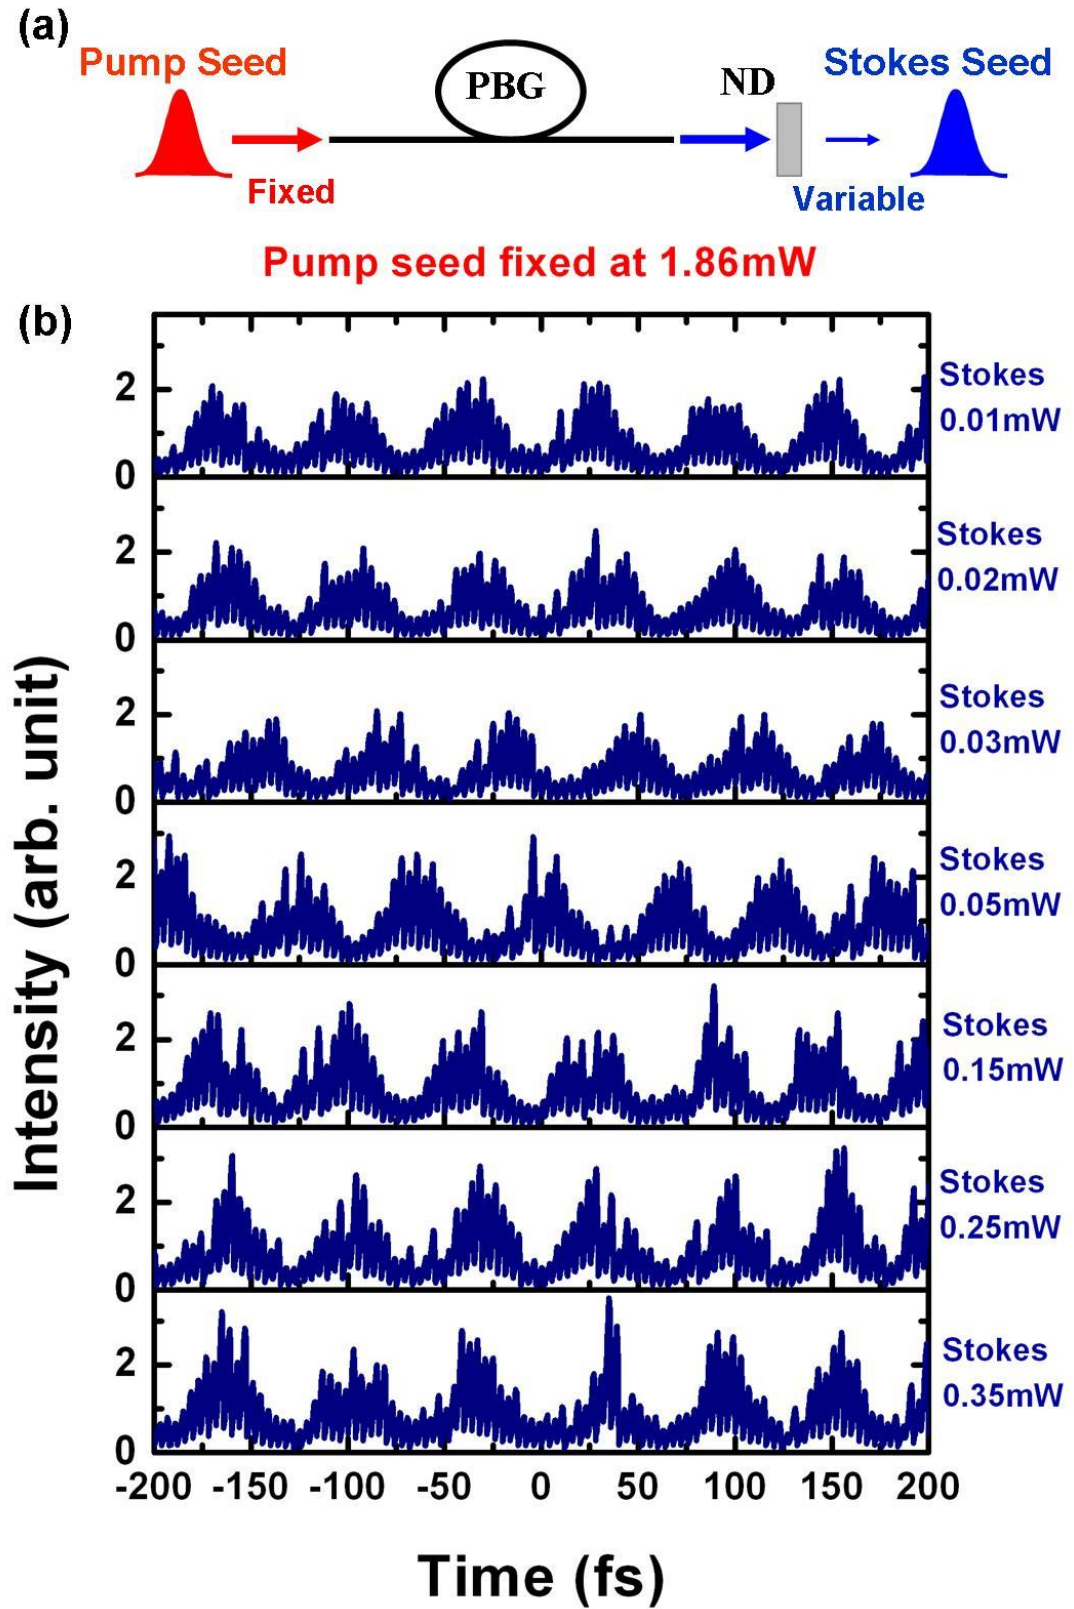 (a)
Pump Seed
PBG
ND
Stokes Seed
Fixed
Variable
Pump seed fixed at 1.86mW
(b)
Intensity (arb. unit)
2
0
Stokes
0.01mW
2
0
Stokes
0.02mW
2
0
Stokes
0.03mW
2
0
Stokes
0.05mW
2
0
Stokes
0.15mW
2
0
Stokes
0.25mW
2
0
Stokes
0.35mW
-200 -150 -100 -50 0 50 100 150 200
Time (fs)